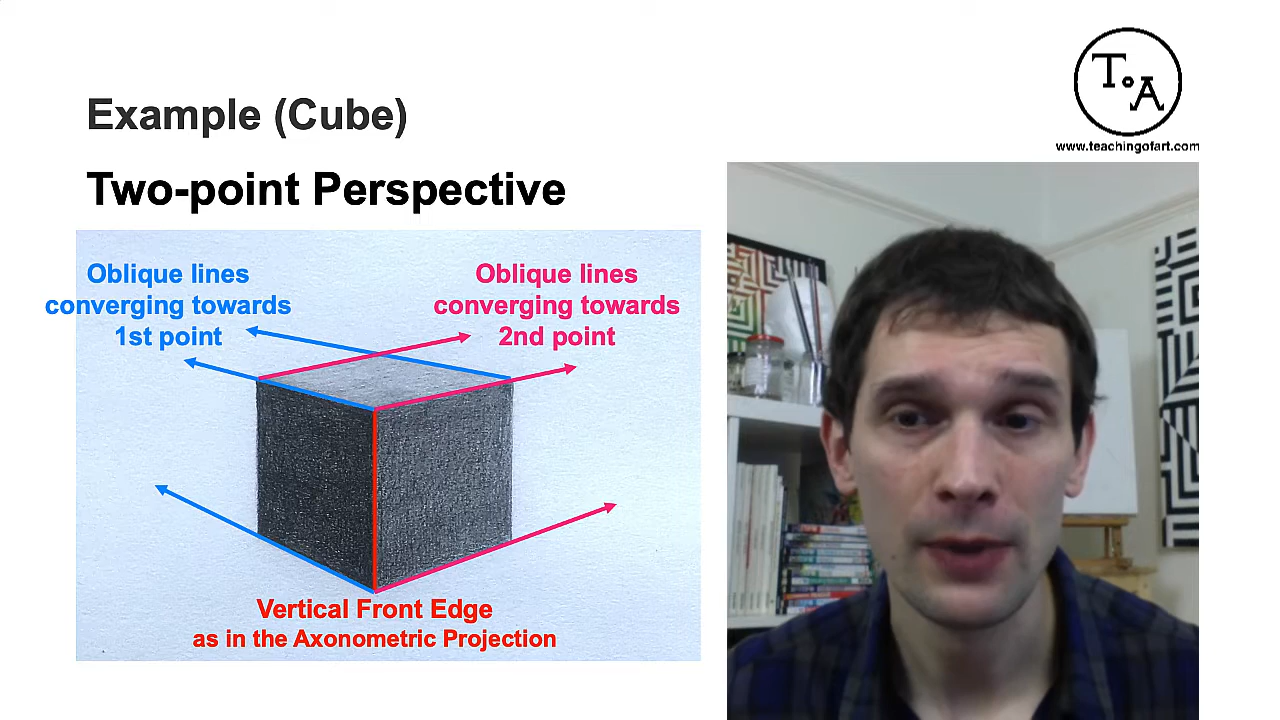 Example (Cube)
Two-point Perspective
T.A
www.teachingofart.com
Oblique lines
converging towards
1st point
Oblique lines
converging towards
2nd point
Vertical Front Edge
as in the Axonometric Projection